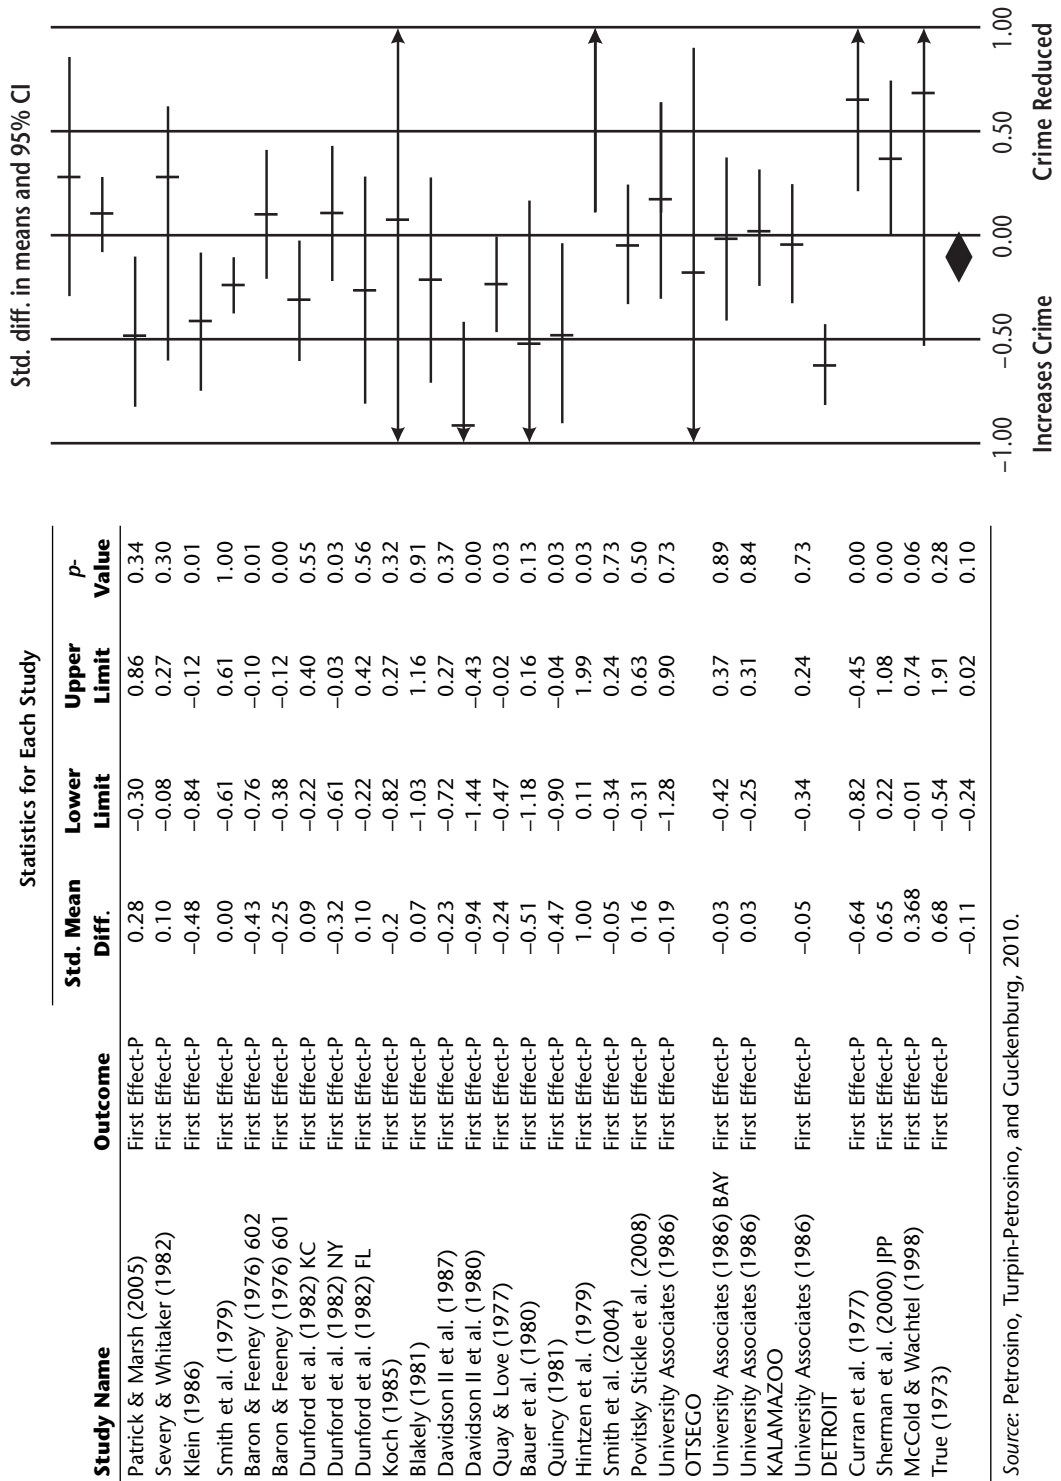 Statistics for Each Study
Std. diff. in means and 95% CI
Study Name Outcome Std. Mean Diff. Lower Limit Upper Limit p-Value
Patrick & Marsh (2005) First Effect-P 0.28 −0.30 0.86 0.34
Severy & Whitaker (1982) First Effect-P 0.10 −0.08 0.27 0.30
Klein (1986) First Effect-P −0.48 −0.84 −0.12 0.01
Smith et al. (1979) First Effect-P 0.00 −0.61 0.61 1.00
Baron & Feeney (1976) 602 First Effect-P −0.43 −0.76 −0.10 0.01
Baron & Feeney (1976) 601 First Effect-P −0.25 −0.38 −0.12 0.00
Dunford et al. (1982) KC First Effect-P 0.09 −0.22 0.40 0.55
Dunford et al. (1982) NY First Effect-P −0.32 −0.61 −0.03 0.03
Dunford et al. (1982) FL First Effect-P 0.10 −0.22 0.42 0.56
Koch (1985) First Effect-P −0.2 −0.82 0.27 0.32
Blakely (1981) First Effect-P 0.07 −1.03 1.16 0.91
Davidson II et al. (1987) First Effect-P −0.23 −0.72 0.27 0.37
Davidson II et al. (1980) First Effect-P −0.94 −1.44 −0.43 0.00
Quay & Love (1977) First Effect-P −0.24 −0.47 −0.02 0.03
Bauer et al. (1980) First Effect-P −0.51 −1.18 0.16 0.13
Quincy (1981) First Effect-P −0.47 −0.90 −0.04 0.03
Hintzen et al. (1979) First Effect-P 1.00 0.11 1.99 0.03
Smith et al. (2004) First Effect-P −0.05 −0.34 0.24 0.73
Povitsky Stickle et al. (2008) First Effect-P 0.16 −0.31 0.63 0.50
University Associates (1986) First Effect-P −0.19 −1.28 0.90 0.73
OTSEGO
University Associates (1986) BAY First Effect-P −0.03 −0.42 0.37 0.89
University Associates (1986) First Effect-P 0.03 −0.25 0.31 0.84
KALAMAZOO
University Associates (1986) First Effect-P −0.05 −0.34 0.24 0.73
DETROIT
Curran et al. (1977) First Effect-P −0.64 −0.82 −0.45 0.00
Sherman et al. (2000) JPP First Effect-P 0.65 0.22 1.08 0.00
McCold & Wachtel (1998) First Effect-P 0.368 −0.01 0.74 0.06
True (1973) First Effect-P 0.68 −0.54 1.91 0.28
−0.11 −0.24 0.02 0.10
−1.00 −0.50 0.00 0.50 1.00
Increases Crime Crime Reduced
Source: Petrosino, Turpin-Petrosino, and Guckenburg, 2010.